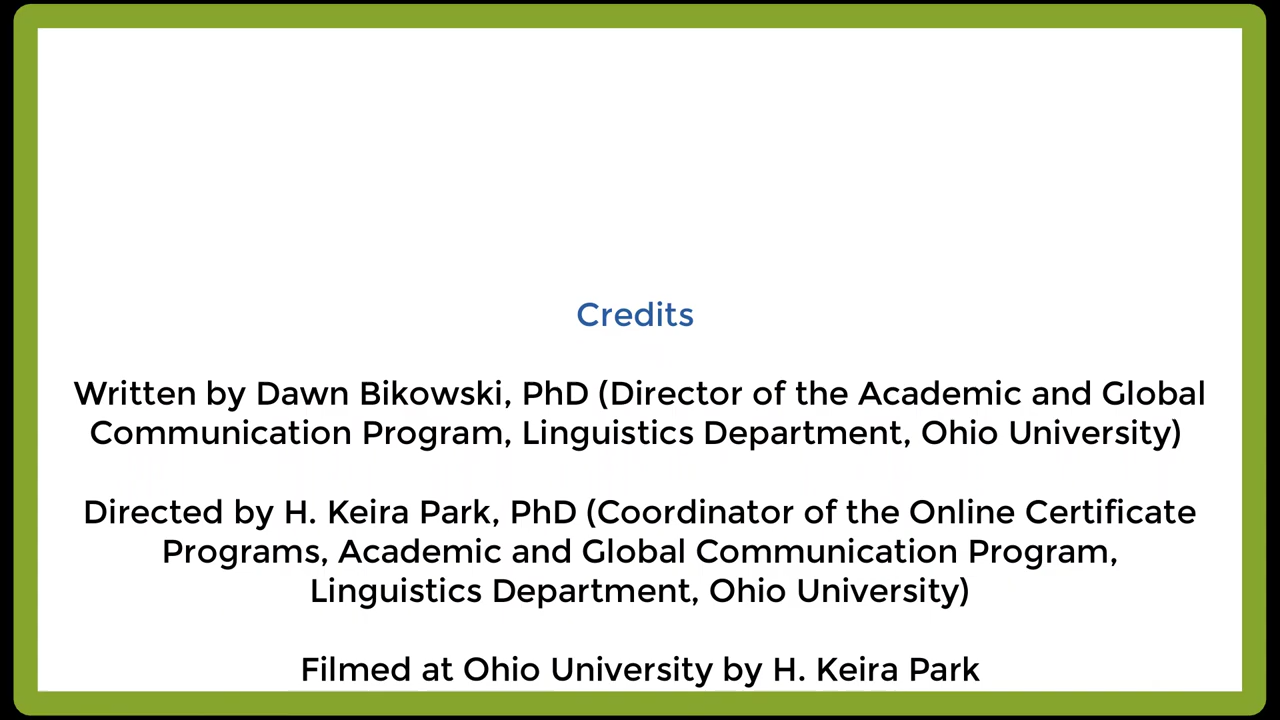 Credits
Written by Dawn Bikowski, PhD (Director of the Academic and Global
Communication Program, Linguistics Department, Ohio University)
Directed by H. Keira Park, PhD (Coordinator of the Online Certificate
Programs, Academic and Global Communication Program,
Linguistics Department, Ohio University)
Filmed at Ohio University by H. Keira Park